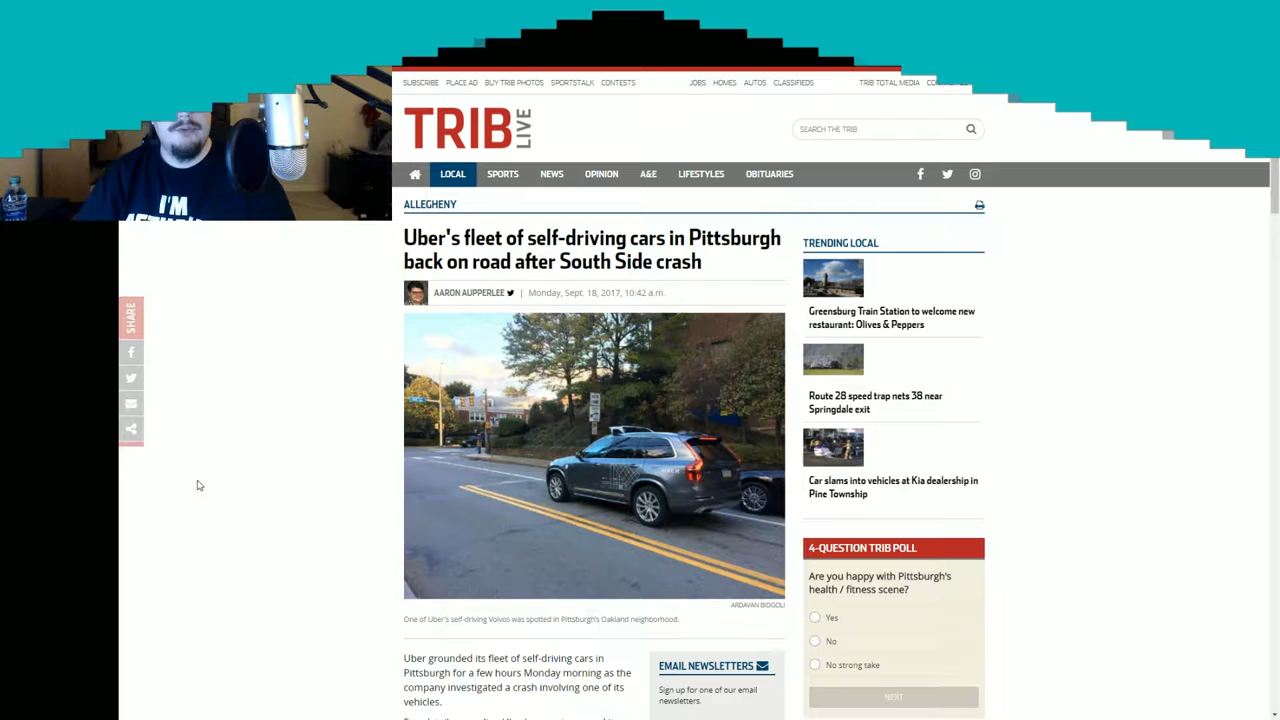 SUBSCRIBE PLACE AD BUY TRIB PHOTOS SPORTSTALK CONTESTS JOBS HOMES AUTOS CLASSIFIEDS TRIB TOTAL MEDIA
TRIB LIVE
SEARCH THE TRIB
LOCAL SPORTS NEWS OPINION A&E LIFESTYLES OBITUARIES
I'M
ALLEGHENY
Uber's fleet of self-driving cars in Pittsburgh
back on road after South Side crash
AARON AUPPERLEE | Monday, Sept. 18, 2017, 10:42 a.m.
SHARE
ARDAVAN BIDGOLI
One of Uber's self-driving Volvos was spotted in Pittsburgh's Oakland neighborhood.
Uber grounded its fleet of self-driving cars in
Pittsburgh for a few hours Monday morning as the
company investigated a crash involving one of its
vehicles.
EMAIL NEWSLETTERS
Sign up for one of our email
newsletters.
TRENDING LOCAL
Greensburg Train Station to welcome new
restaurant: Olives & Peppers
Route 28 speed trap nets 38 near
Springdale exit
Car slams into vehicles at Kia dealership in
Pine Township
4-QUESTION TRIB POLL
Are you happy with Pittsburgh's
health / fitness scene?
Yes
No
No strong take
NEXT